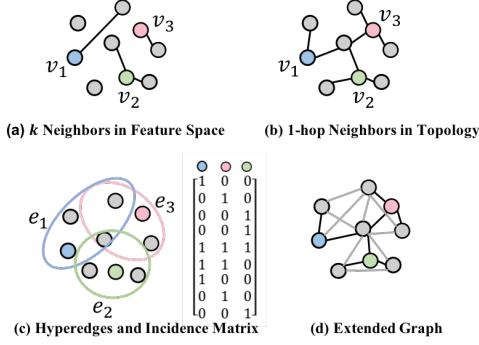 v₃
v₁
v₂
(a) k Neighbors in Feature Space
v₃
v₁
v₂
(b) 1-hop Neighbors in Topology
e₁
e₃
e₂
1 0 0
0 1 0
0 0 1
0 0 1
1 1 1
1 1 0
1 0 0
0 1 0
0 0 1
(c) Hyperedges and Incidence Matrix
(d) Extended Graph